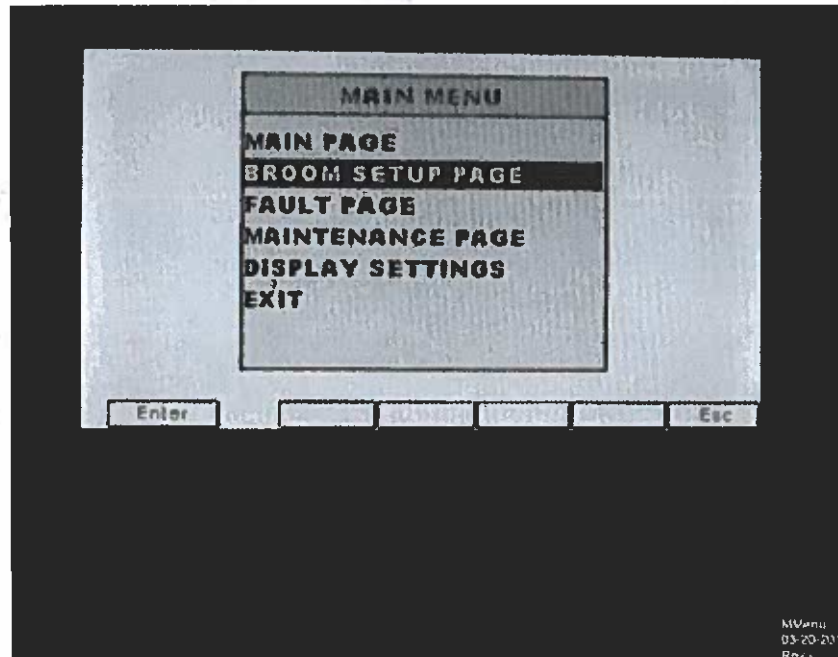 MAIN MENU
MAIN PAGE
BROOM SETUP PAGE
FAULT PAGE
MAINTENANCE PAGE
DISPLAY SETTINGS
EXIT
Enter
Esc
MMenu